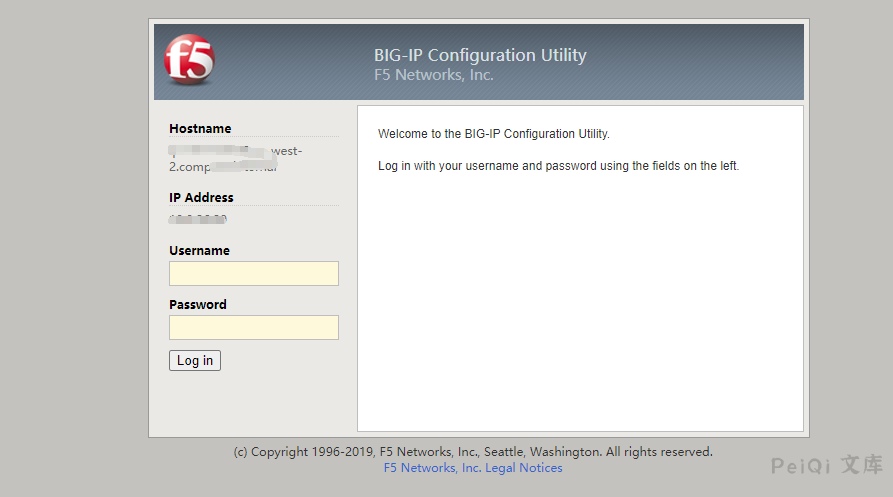 f5
BIG-IP Configuration Utility
F5 Networks, Inc.
Hostname
west-
2.comp
IP Address
Username
Password
Log in
Welcome to the BIG-IP Configuration Utility.
Log in with your username and password using the fields on the left.
(c) Copyright 1996-2019, F5 Networks, Inc., Seattle, Washington. All rights reserved.
F5 Networks, Inc. Legal Notices
PeiQi 文库